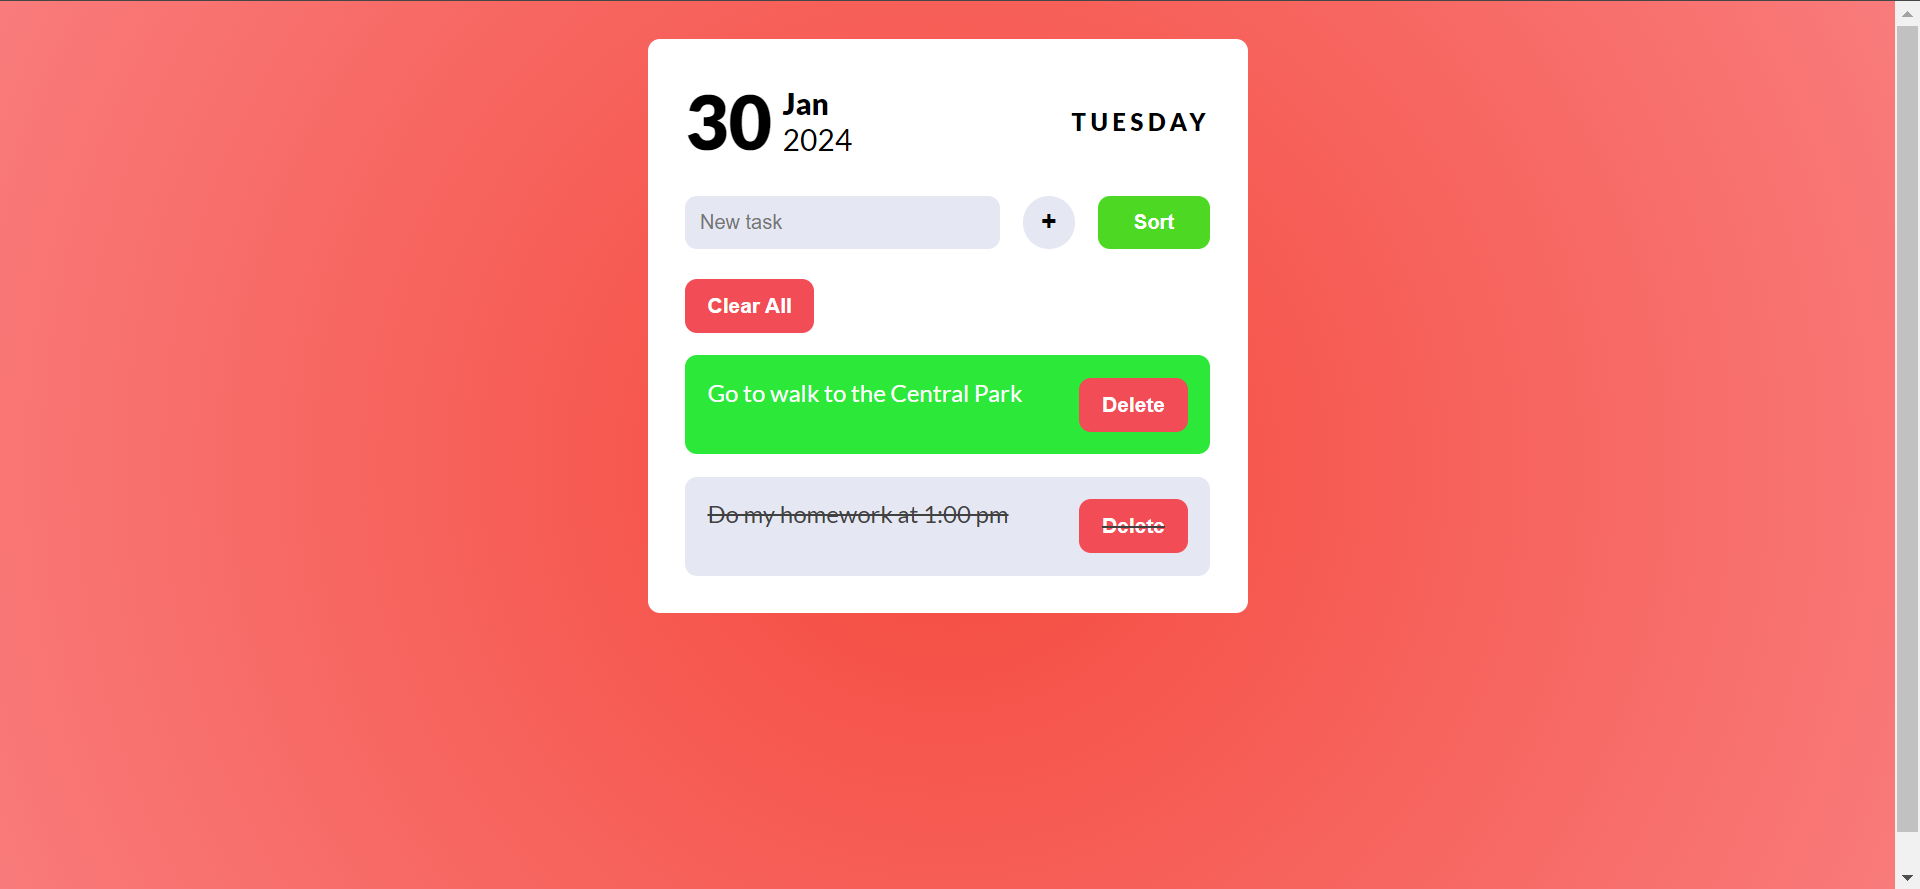 30
Jan
2024
TUESDAY
New task
+
Sort
Clear All
Go to walk to the Central Park
Delete
Do my homework at 1:00 pm
Delete